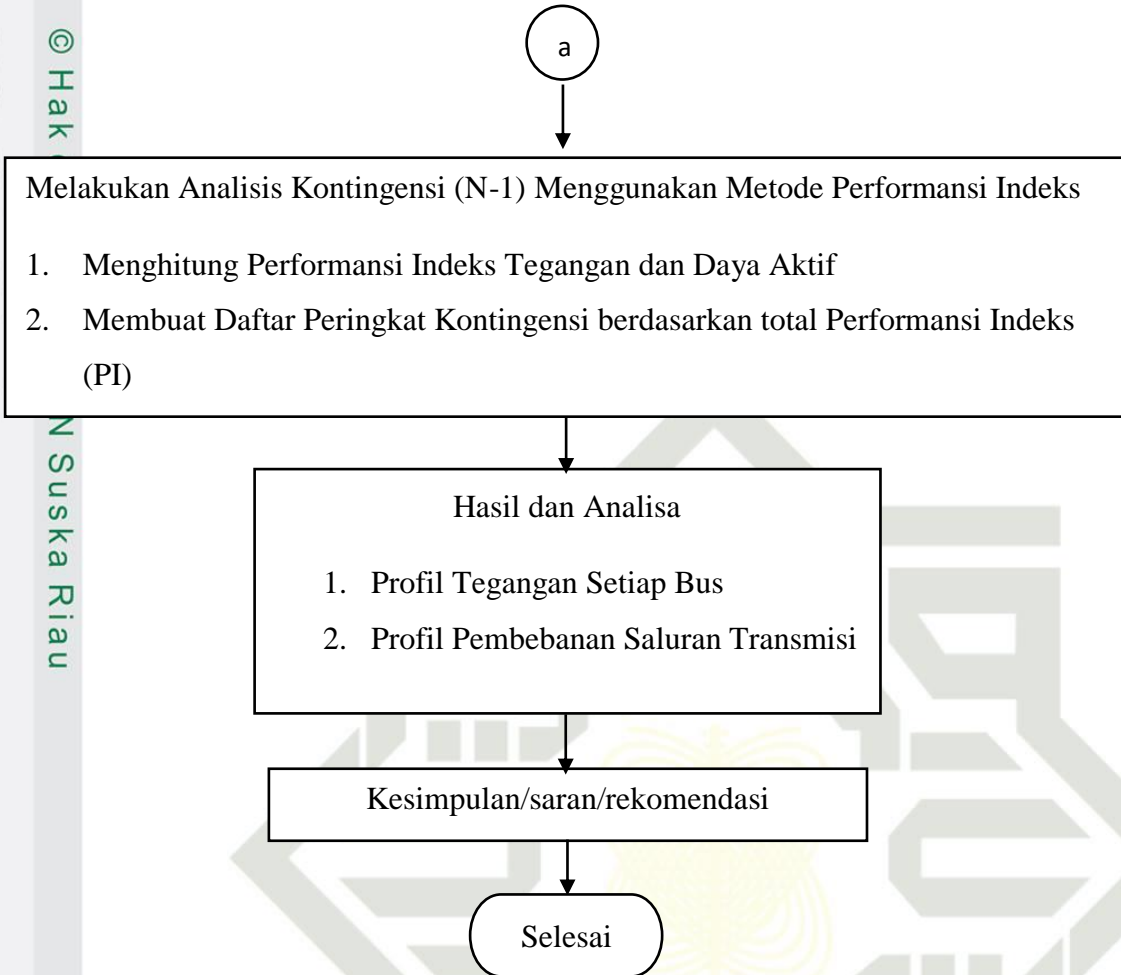 a
Melakukan Analisis Kontingensi (N-1) Menggunakan Metode Performansi Indeks
1. Menghitung Performansi Indeks Tegangan dan Daya Aktif
2. Membuat Daftar Peringkat Kontingensi berdasarkan total Performansi Indeks
(PI)
Hasil dan Analisa
1. Profil Tegangan Setiap Bus
2. Profil Pembebanan Saluran Transmisi
Kesimpulan/saran/rekomendasi
Selesai
© Hak
N Suska Riau